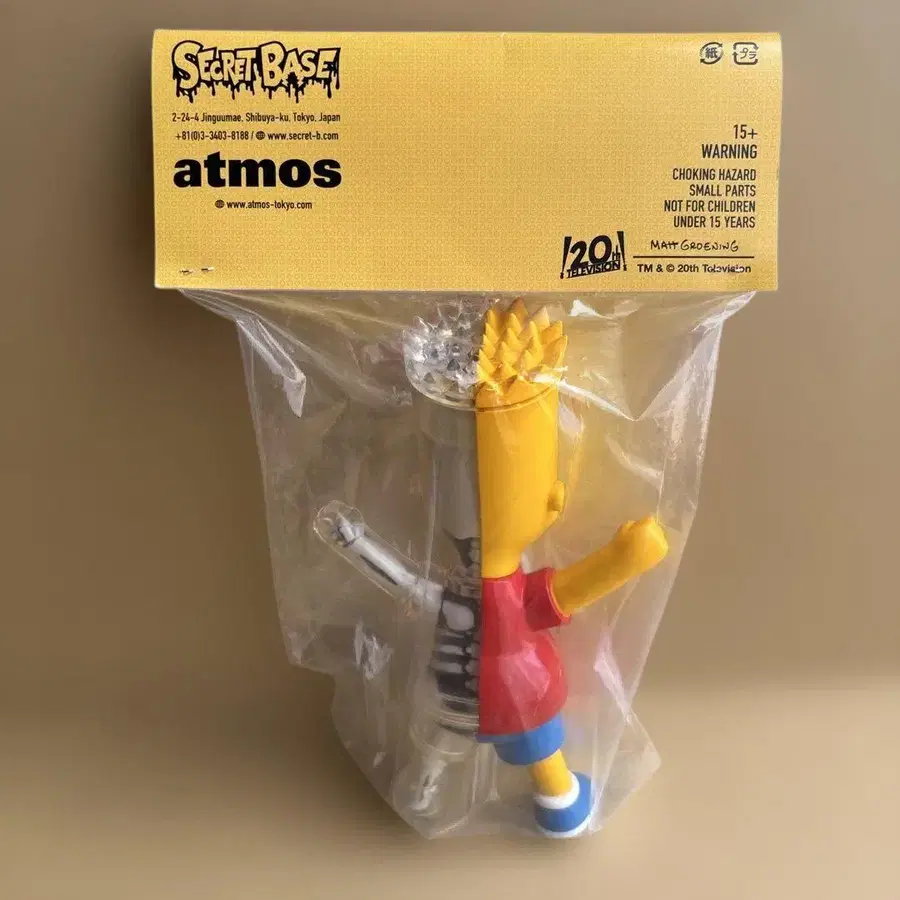 SECRET BASE
2-24-4 Jinguumae, Shibuya-ku, Tokyo, Japan
+81(0)3-3403-8188 / www.secret-b.com
atmos
www.atmos-tokyo.com
紙
プラ
15+
WARNING
CHOKING HAZARD
SMALL PARTS
NOT FOR CHILDREN
UNDER 15 YEARS
20th
TELEVISION
MATT GROENING
TM & © 20th Television